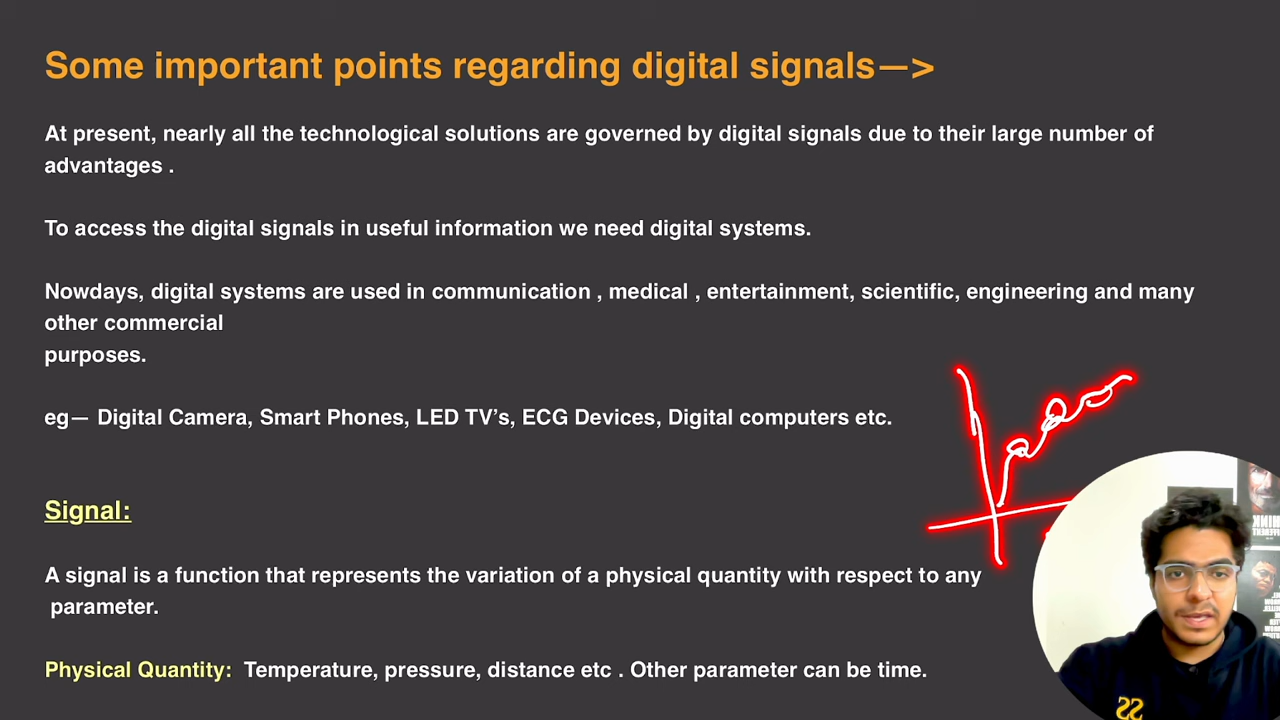 Some important points regarding digital signals—>
At present, nearly all the technological solutions are governed by digital signals due to their large number of
advantages .
To access the digital signals in useful information we need digital systems.
Nowdays, digital systems are used in communication , medical , entertainment, scientific, engineering and many
other commercial
purposes.
eg— Digital Camera, Smart Phones, LED TV’s, ECG Devices, Digital computers etc.
Signal:
A signal is a function that represents the variation of a physical quantity with respect to any
parameter.
Physical Quantity: Temperature, pressure, distance etc . Other parameter can be time.